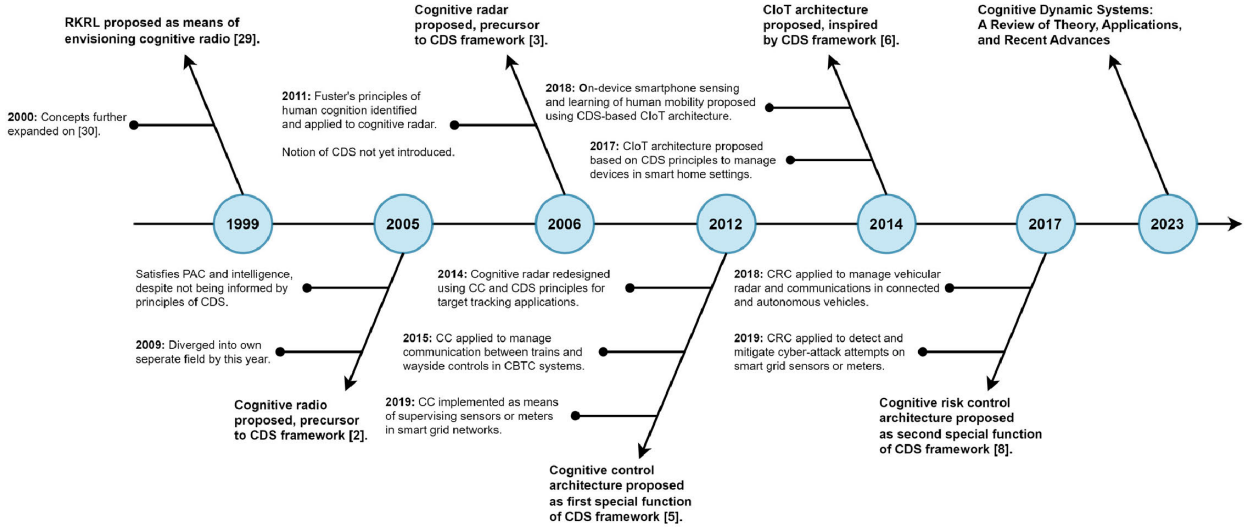 RKRL proposed as means of
envisioning cognitive radio [29].
2000: Concepts further
expanded on [30].
Cognitive radar
proposed, precursor
to CDS framework [3].
2011: Fuster's principles of
human cognition identified
and applied to cognitive radar.
Notion of CDS not yet introduced.
CIoT architecture
proposed, inspired
by CDS framework [6].
2018: On-device smartphone sensing
and learning of human mobility proposed
using CDS-based CIoT architecture.
2017: CIoT architecture proposed
based on CDS principles to manage
devices in smart home settings.
Cognitive Dynamic Systems:
A Review of Theory, Applications,
and Recent Advances
1999
2005
2006
2012
2014
2017
2023
Satisfies PAC and intelligence,
despite not being informed by
principles of CDS.
2009: Diverged into own
seperate field by this year.
Cognitive radio
proposed, precursor
to CDS framework [2].
2014: Cognitive radar redesigned
using CC and CDS principles for
target tracking applications.
2015: CC applied to manage
communication between trains and
wayside controls in CBTC systems.
2019: CC implemented as means
of supervising sensors or meters
in smart grid networks.
Cognitive control
architecture proposed
as first special function
of CDS framework [5].
2018: CRC applied to manage vehicular
radar and communications in connected
and autonomous vehicles.
2019: CRC applied to detect and
mitigate cyber-attack attempts on
smart grid sensors or meters.
Cognitive risk control
architecture proposed
as second special function
of CDS framework [8].